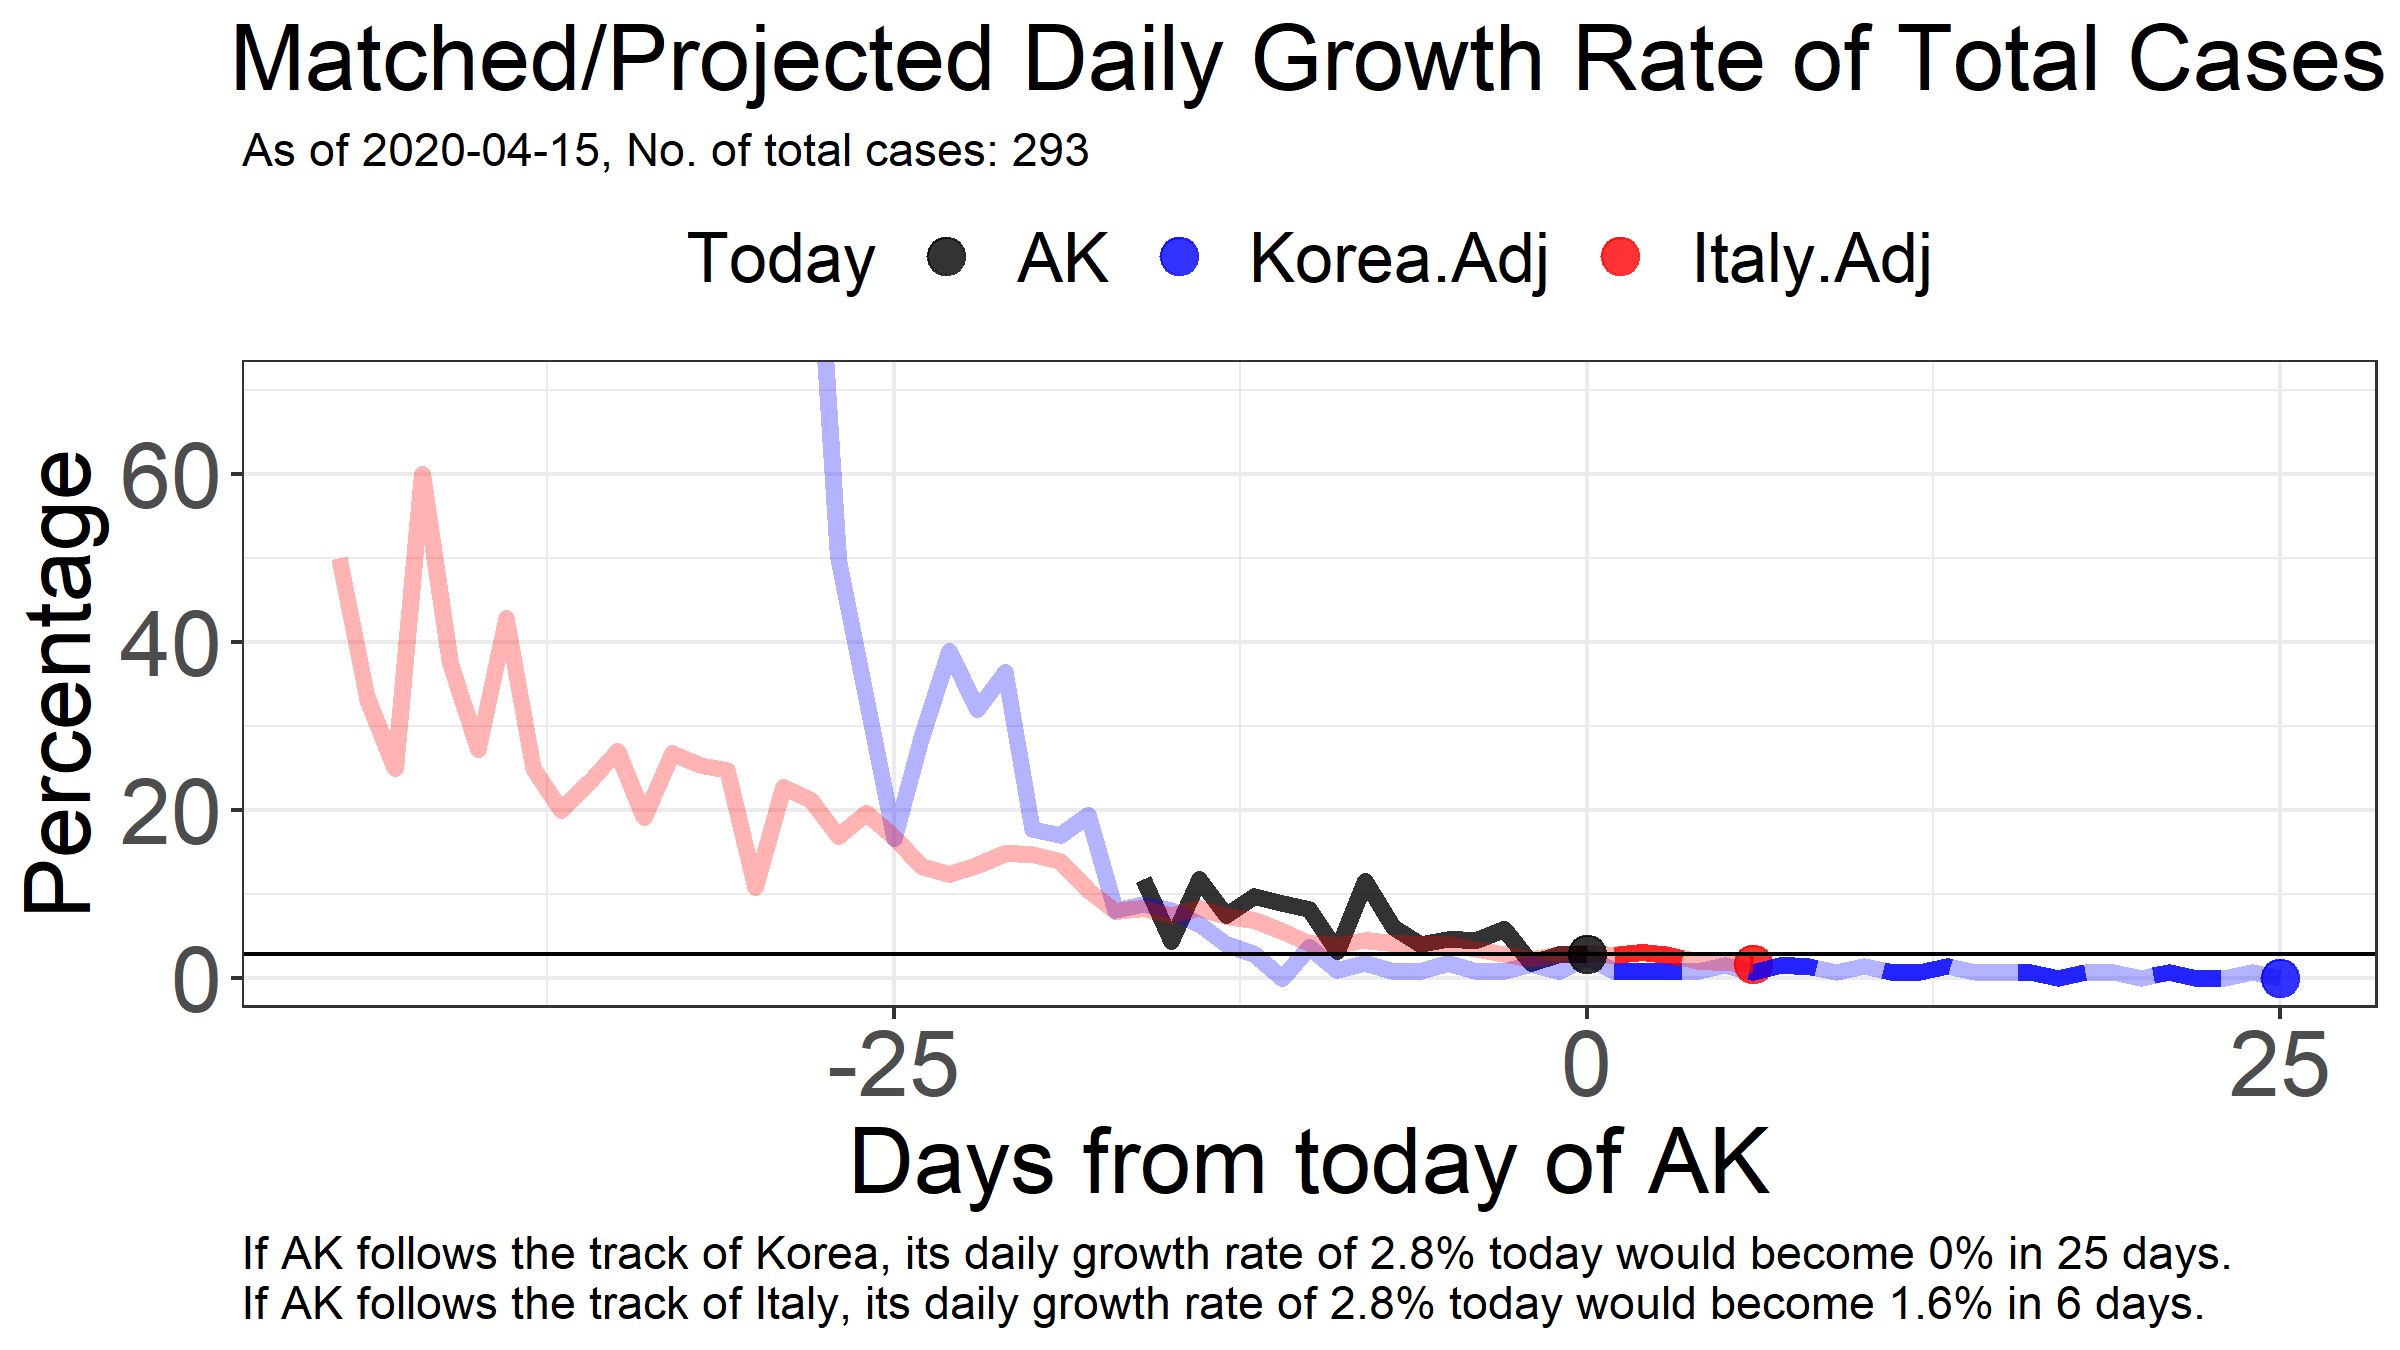 Matched/Projected Daily Growth Rate of Total Cases
As of 2020-04-15, No. of total cases: 293
Today AK Korea.Adj Italy.Adj
Percentage
60
40
20
0
-25 0 25
Days from today of AK
If AK follows the track of Korea, its daily growth rate of 2.8% today would become 0% in 25 days.
If AK follows the track of Italy, its daily growth rate of 2.8% today would become 1.6% in 6 days.